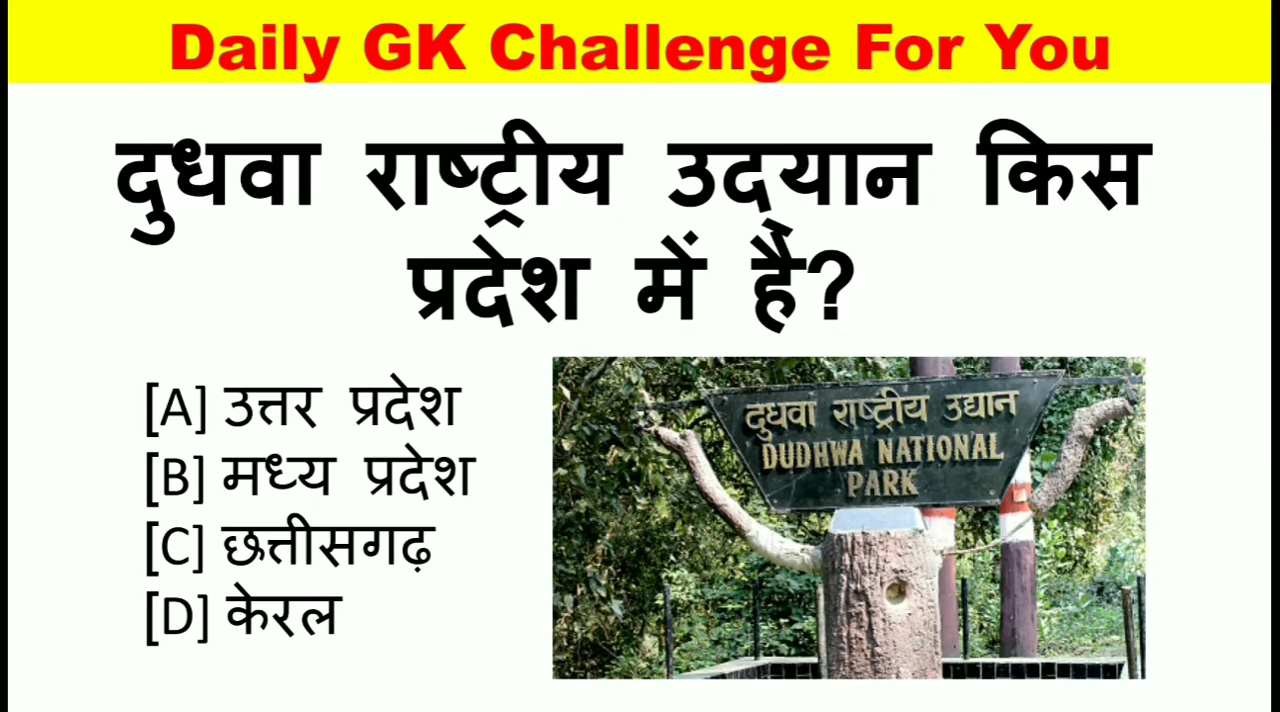 Daily GK Challenge For You
दुधवा राष्ट्रीय उद्यान किस
प्रदेश में है?
[A] उत्तर प्रदेश
[B] मध्य प्रदेश
[C] छत्तीसगढ़
[D] केरल
दुधवा राष्ट्रीय उद्यान
DUDHWA NATIONAL
PARK